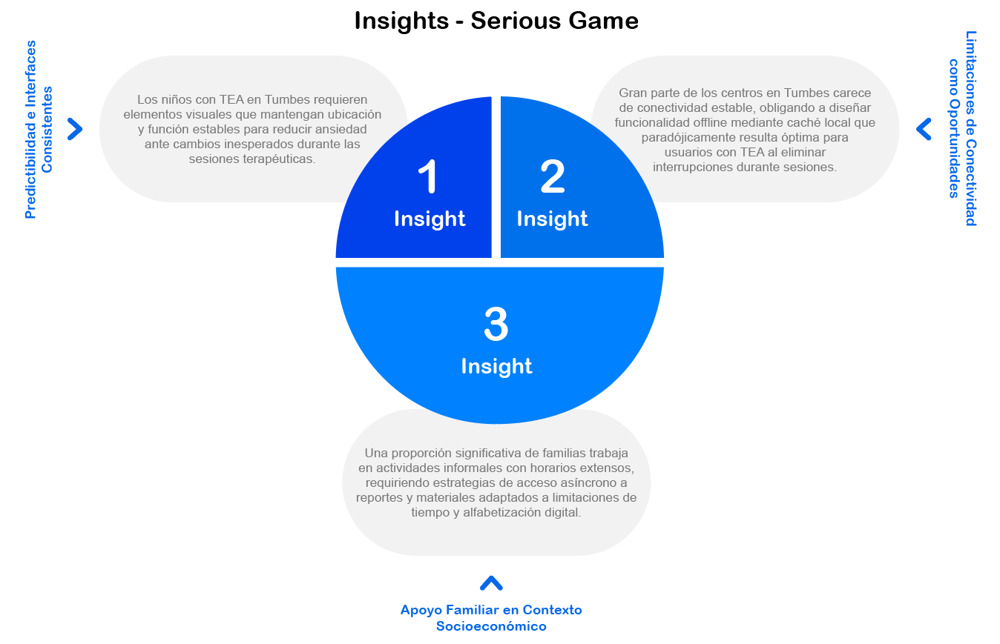 Insights - Serious Game
Predictibilidad e Interfaces
Consistentes
Los niños con TEA en Tumbes requieren
elementos visuales que mantengan ubicación
y función estables para reducir ansiedad
ante cambios inesperados durante las
sesiones terapéuticas.
1
Insight
2
Insight
Gran parte de los centros en Tumbes carece
de conectividad estable, obligando a diseñar
funcionalidad offline mediante caché local que
paradójicamente resulta óptima para
usuarios con TEA al eliminar
interrupciones durante sesiones.
Limitaciones de Conectividad
como Oportunidades
3
Insight
Una proporción significativa de familias trabaja
en actividades informales con horarios extensos,
requiriendo estrategias de acceso asíncrono a
reportes y materiales adaptados a limitaciones de
tiempo y alfabetización digital.
Apoyo Familiar en Contexto
Socioeconómico